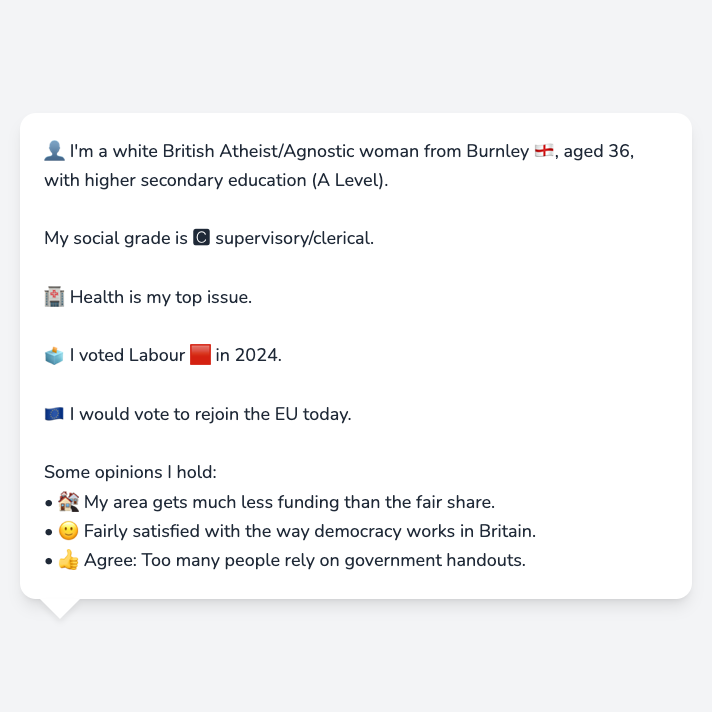 👤 I'm a white British Atheist/Agnostic woman from Burnley 🏴󠁧󠁢󠁥󠁮󠁧󠁿, aged 36,
with higher secondary education (A Level).
My social grade is 🅲 supervisory/clerical.
🏥 Health is my top issue.
🗳️ I voted Labour 🟥 in 2024.
🇪🇺 I would vote to rejoin the EU today.
Some opinions I hold:
• 🏚️ My area gets much less funding than the fair share.
• 🙂 Fairly satisfied with the way democracy works in Britain.
• 👍 Agree: Too many people rely on government handouts.